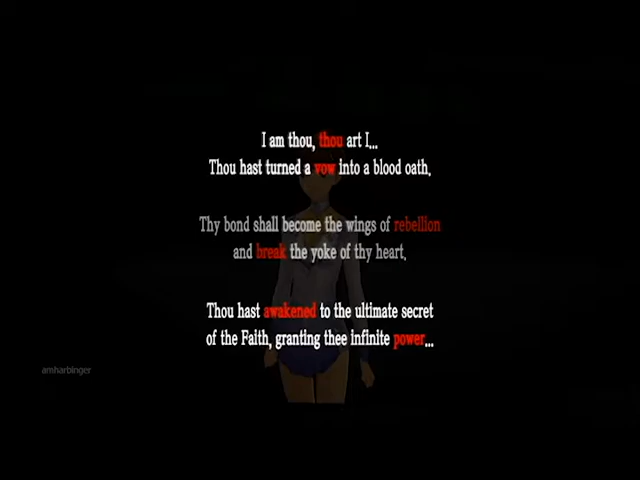 I am thou, thou art I...
Thou hast turned a vow into a blood oath.
Thy bond shall become the wings of rebellion
and break the yoke of thy heart.
Thou hast awakened to the ultimate secret
of the Faith, granting thee infinite power...
amharbinger